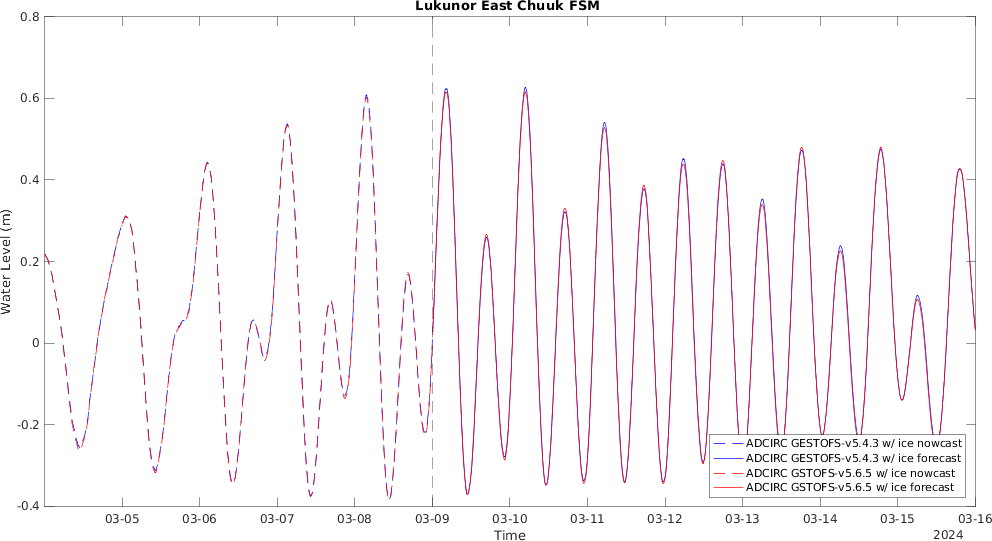 Lukunor East Chuuk FSM
0.8
0.6
0.4
0.2
0
-0.2
-0.4
Water Level (m)
ADCIRC GESTOFS-v5.4.3 w/ ice nowcast
ADCIRC GESTOFS-v5.4.3 w/ ice forecast
ADCIRC GSTOFS-v5.6.5 w/ ice nowcast
ADCIRC GSTOFS-v5.6.5 w/ ice forecast
03-05 03-06 03-07 03-08 03-09 03-10 03-11 03-12 03-13 03-14 03-15 03-16
Time
2024